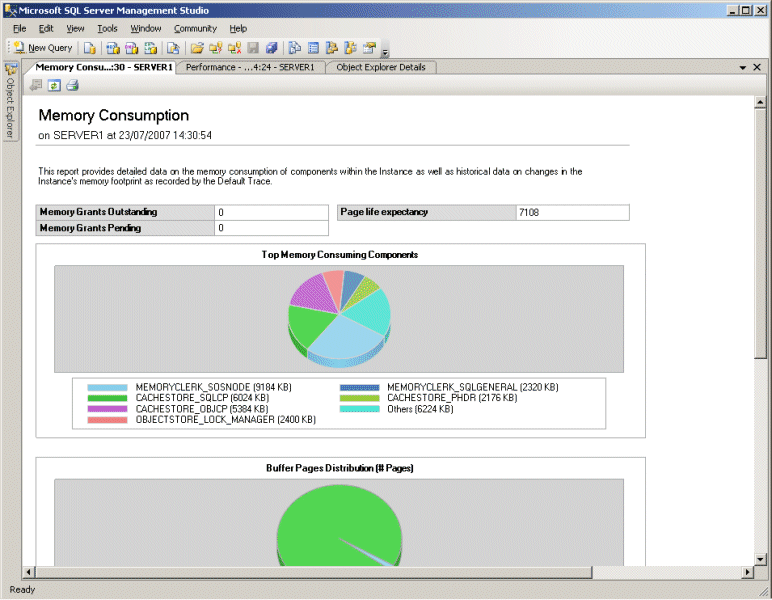 Microsoft SQL Server Management Studio
File Edit View Tools Window Community Help
New Query
Memory Consu...:30 - SERVER1 Performance - ...4:24 - SERVER1 Object Explorer Details
Object Explorer
Memory Consumption
on SERVER1 at 23/07/2007 14:30:54
This report provides detailed data on the memory consumption of components within the Instance as well as historical data on changes in the
Instance's memory footprint as recorded by the Default Trace.
Memory Grants Outstanding 0 Page life expectancy 7108
Memory Grants Pending 0
Top Memory Consuming Components
MEMORYCLERK_SOSNODE (9184 KB) MEMORYCLERK_SQLGENERAL (2320 KB)
CACHESTORE_SQLCP (6024 KB) CACHESTORE_PHDR (2176 KB)
CACHESTORE_OBJCP (5384 KB) Others (6224 KB)
OBJECTSTORE_LOCK_MANAGER (2400 KB)
Buffer Pages Distribution (# Pages)
Ready